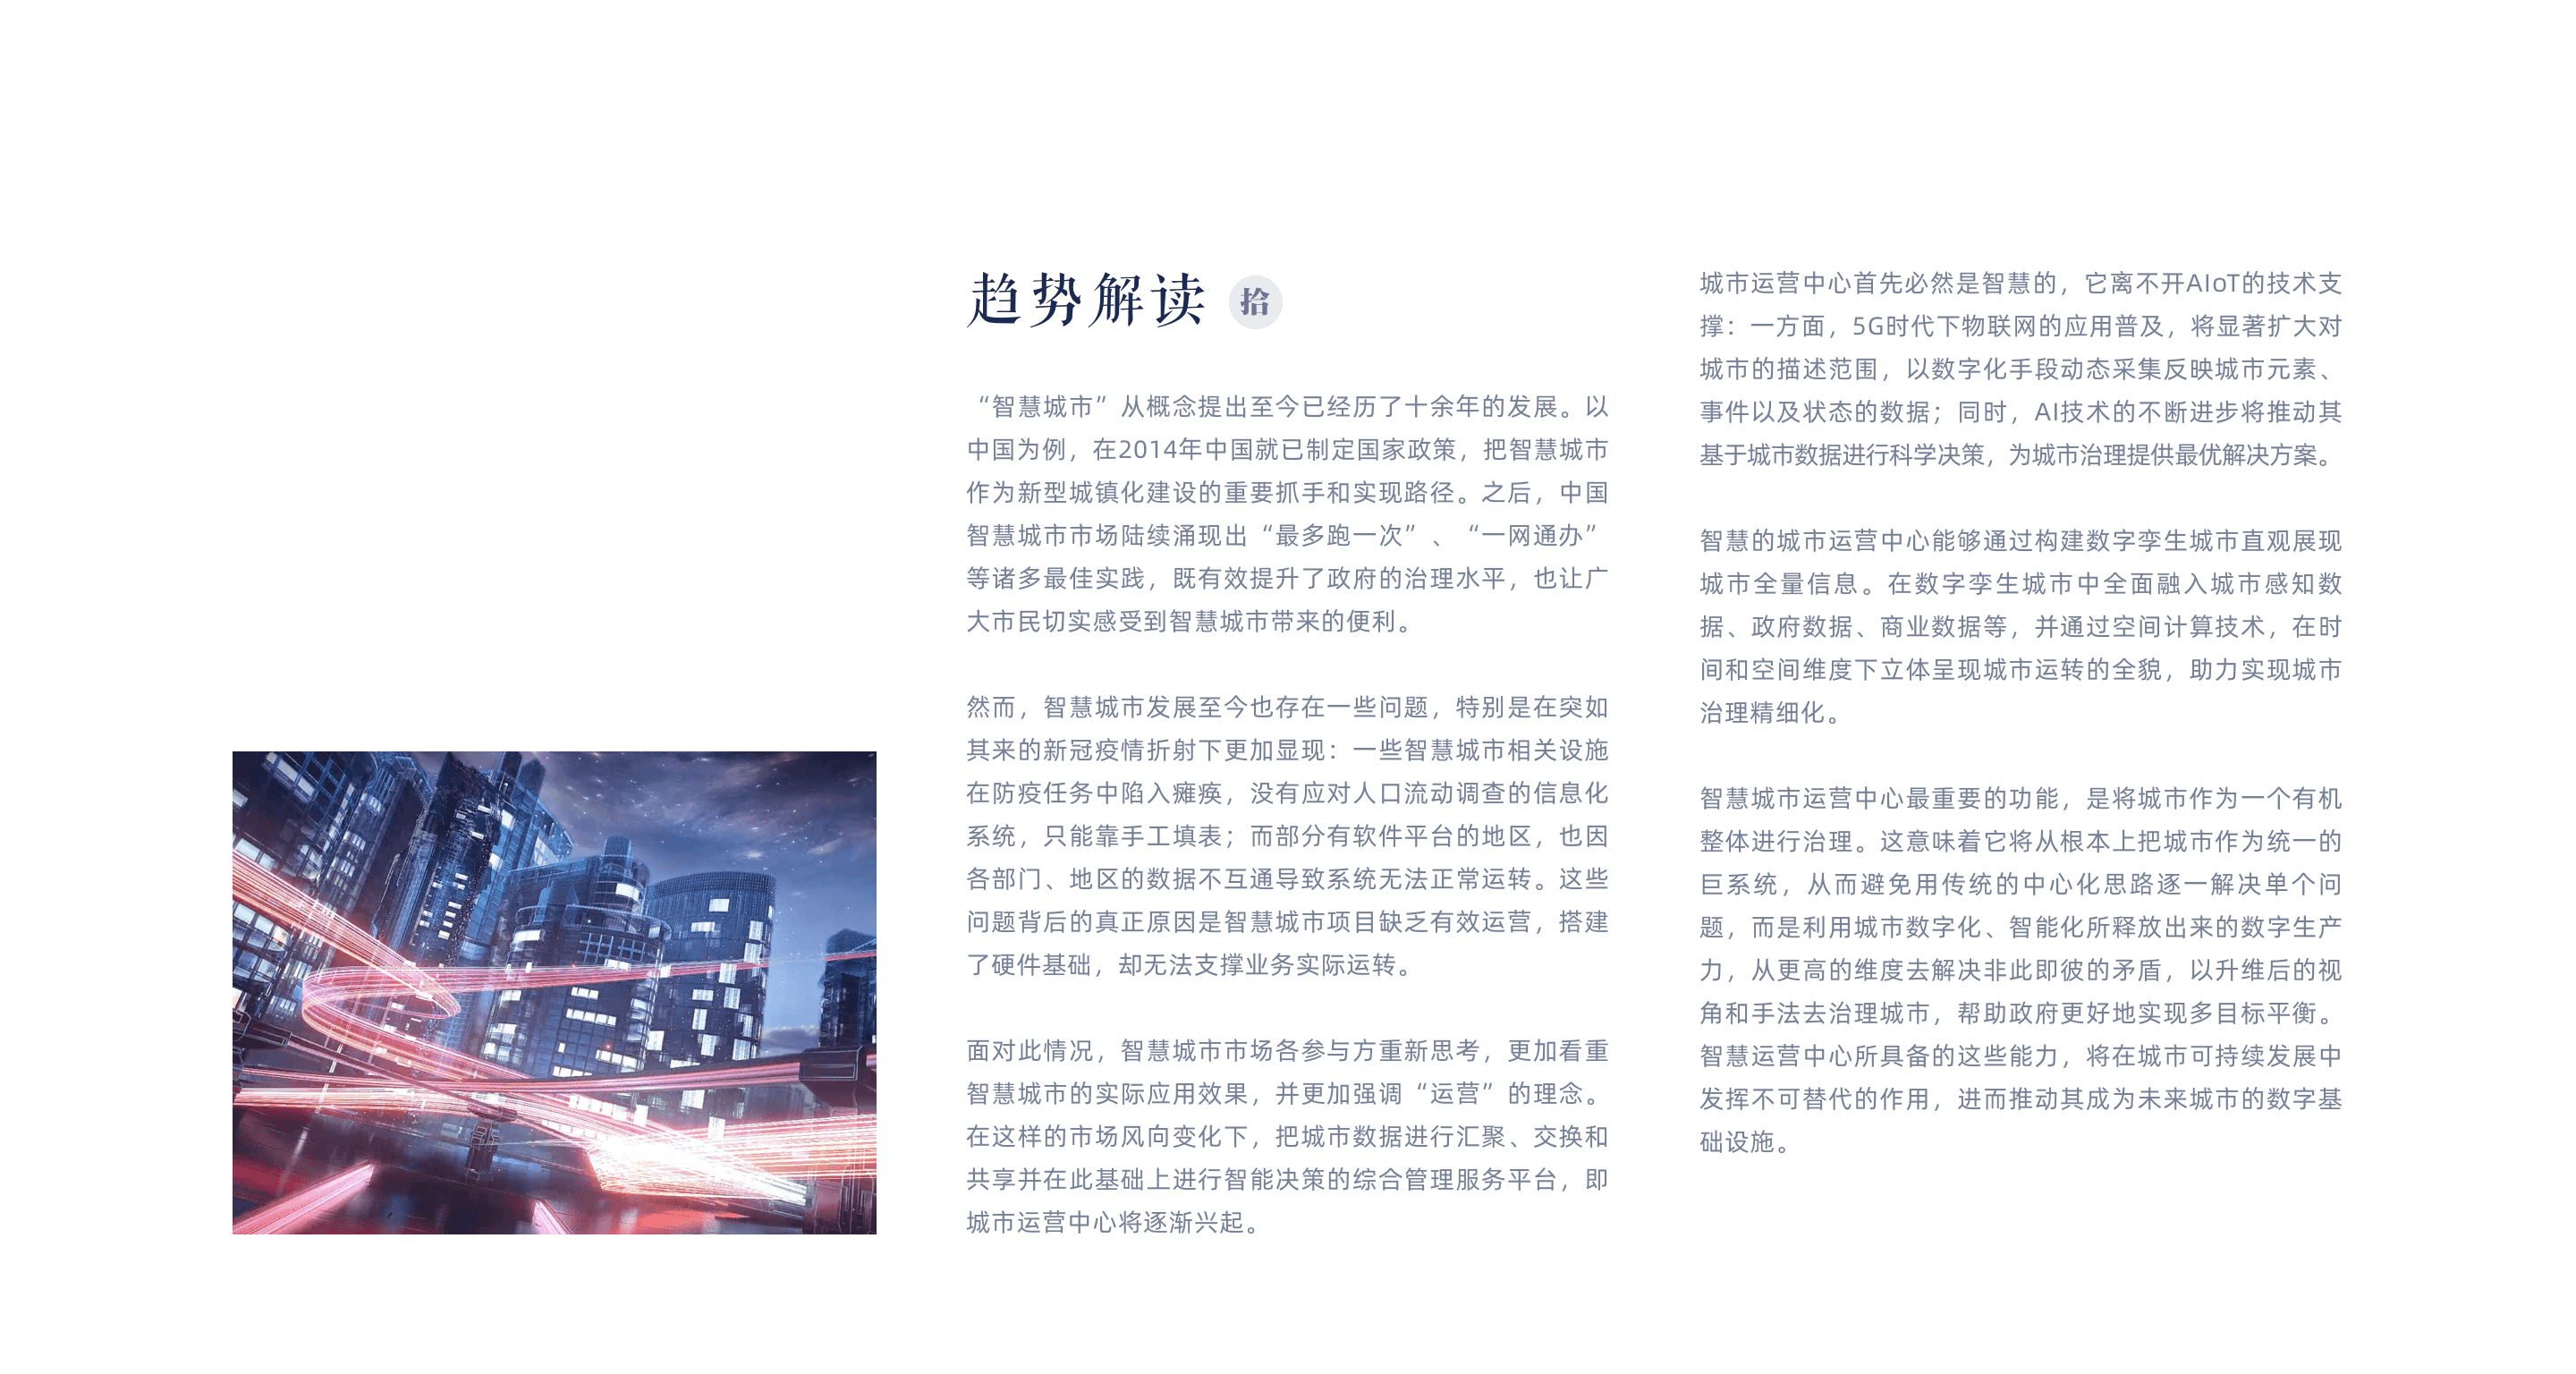 趋势解读 拾
“智慧城市”从概念提出至今已经历了十余年的发展。以
中国为例，在2014年中国就已制定国家政策，把智慧城市
作为新型城镇化建设的重要抓手和实现路径。之后，中国
智慧城市市场陆续涌现出“最多跑一次”、“一网通办”
等诸多最佳实践，既有效提升了政府的治理水平，也让广
大市民切实感受到智慧城市带来的便利。
然而，智慧城市发展至今也存在一些问题，特别是在突如
其来的新冠疫情折射下更加显现：一些智慧城市相关设施
在防疫任务中陷入瘫痪，没有应对人口流动调查的信息化
系统，只能靠手工填表；而部分有软件平台的地区，也因
各部门、地区的数据不互通导致系统无法正常运转。这些
问题背后的真正原因是智慧城市项目缺乏有效运营，搭建
了硬件基础，却无法支撑业务实际运转。
面对此情况，智慧城市市场各参与方重新思考，更加看重
智慧城市的实际应用效果，并更加强调“运营”的理念。
在这样的市场风向变化下，把城市数据进行汇聚、交换和
共享并在此基础上进行智能决策的综合管理服务平台，即
城市运营中心将逐渐兴起。
城市运营中心首先必然是智慧的，它离不开AIoT的技术支
撑：一方面，5G时代下物联网的应用普及，将显著扩大对
城市的描述范围，以数字化手段动态采集反映城市元素、
事件以及状态的数据；同时，AI技术的不断进步将推动其
基于城市数据进行科学决策，为城市治理提供最优解决方案。
智慧的城市运营中心能够通过构建数字孪生城市直观展现
城市全量信息。在数字孪生城市中全面融入城市感知数
据、政府数据、商业数据等，并通过空间计算技术，在时
间和空间维度下立体呈现城市运转的全貌，助力实现城市
治理精细化。
智慧城市运营中心最重要的功能，是将城市作为一个有机
整体进行治理。这意味着它将从根本上把城市作为统一的
巨系统，从而避免用传统的中心化思路逐一解决单个问
题，而是利用城市数字化、智能化所释放出来的数字生产
力，从更高的维度去解决非此即彼的矛盾，以升维后的视
角和手法去治理城市，帮助政府更好地实现多目标平衡。
智慧运营中心所具备的这些能力，将在城市可持续发展中
发挥不可替代的作用，进而推动其成为未来城市的数字基
础设施。